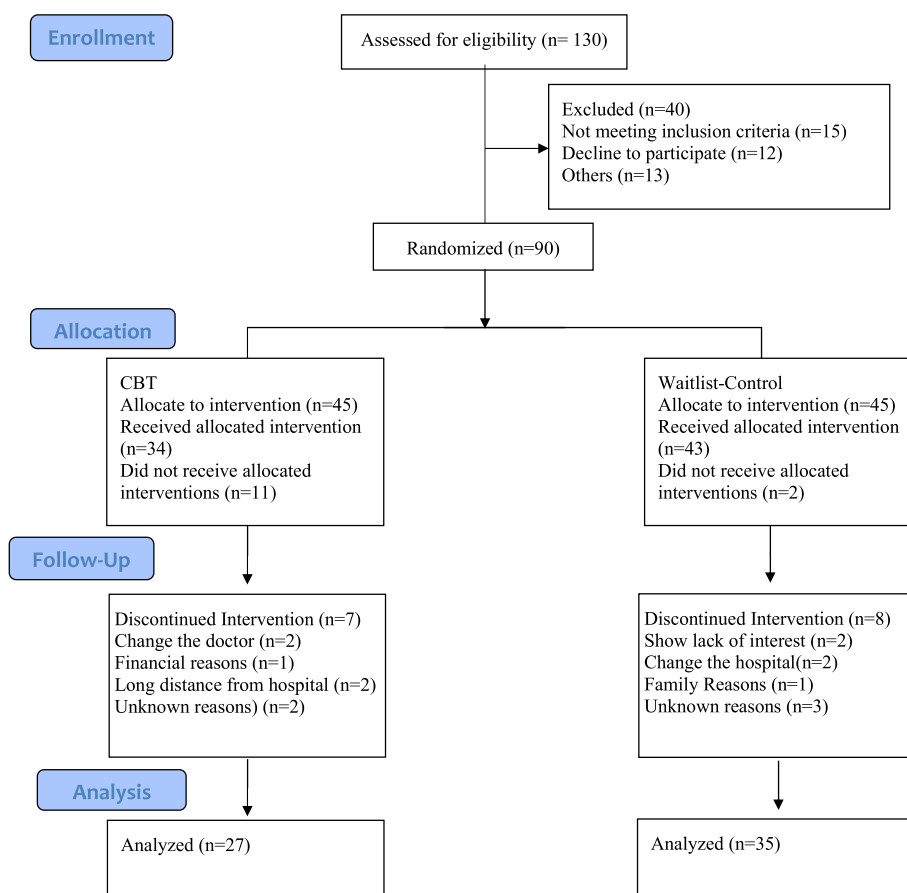 Enrollment
Assessed for eligibility (n= 130)
Excluded (n=40)
Not meeting inclusion criteria (n=15)
Decline to participate (n=12)
Others (n=13)
Randomized (n=90)
Allocation
CBT
Allocate to intervention (n=45)
Received allocated intervention
(n=34)
Did not receive allocated
interventions (n=11)
Waitlist-Control
Allocate to intervention (n=45)
Received allocated intervention
(n=43)
Did not receive allocated
interventions (n=2)
Follow-Up
Discontinued Intervention (n=7)
Change the doctor (n=2)
Financial reasons (n=1)
Long distance from hospital (n=2)
Unknown reasons) (n=2)
Discontinued Intervention (n=8)
Show lack of interest (n=2)
Change the hospital(n=2)
Family Reasons (n=1)
Unknown reasons (n=3)
Analysis
Analyzed (n=27)
Analyzed (n=35)